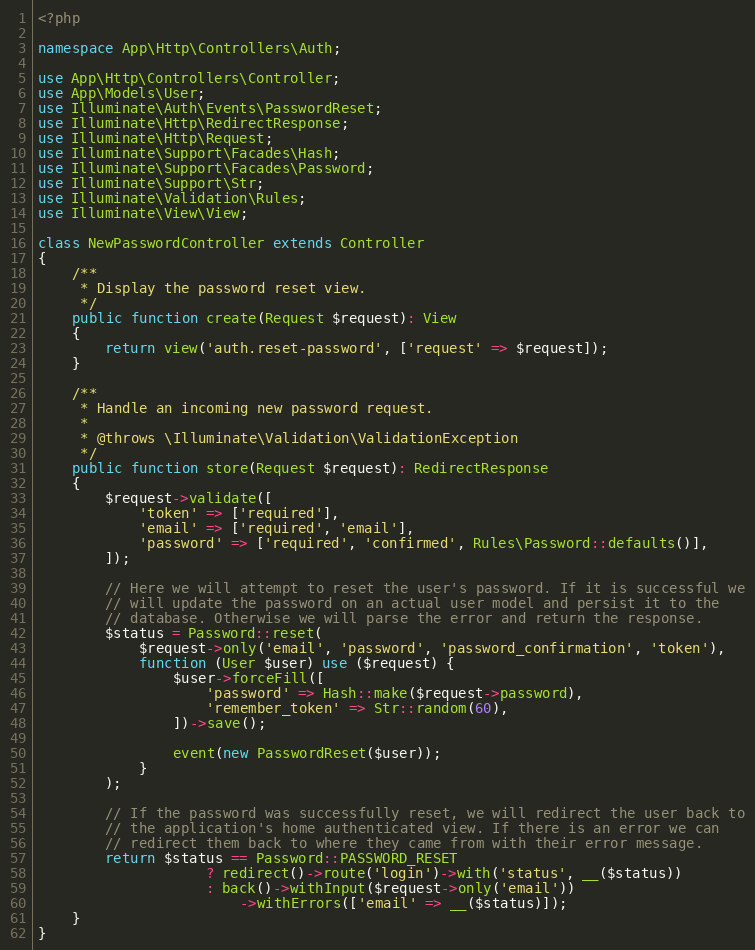 1 <?php
2
3 namespace App\Http\Controllers\Auth;
4
5 use App\Http\Controllers\Controller;
6 use App\Models\User;
7 use Illuminate\Auth\Events\PasswordReset;
8 use Illuminate\Http\RedirectResponse;
9 use Illuminate\Http\Request;
10 use Illuminate\Support\Facades\Hash;
11 use Illuminate\Support\Facades\Password;
12 use Illuminate\Support\Str;
13 use Illuminate\Validation\Rules;
14 use Illuminate\View\View;
15
16 class NewPasswordController extends Controller
17 {
18     /**
19      * Display the password reset view.
20      */
21     public function create(Request $request): View
22     {
23         return view('auth.reset-password', ['request' => $request]);
24     }
25
26     /**
27      * Handle an incoming new password request.
28      *
29      * @throws \Illuminate\Validation\ValidationException
30      */
31     public function store(Request $request): RedirectResponse
32     {
33         $request->validate([
34             'token' => ['required'],
35             'email' => ['required', 'email'],
36             'password' => ['required', 'confirmed', Rules\Password::defaults()],
37         ]);
38
39         // Here we will attempt to reset the user's password. If it is successful we
40         // will update the password on an actual user model and persist it to the
41         // database. Otherwise we will parse the error and return the response.
42         $status = Password::reset(
43             $request->only('email', 'password', 'password_confirmation', 'token'),
44             function (User $user) use ($request) {
45                 $user->forceFill([
46                     'password' => Hash::make($request->password),
47                     'remember_token' => Str::random(60),
48                 ])->save();
49
50                 event(new PasswordReset($user));
51             }
52         );
53
54         // If the password was successfully reset, we will redirect the user back to
55         // the application's home authenticated view. If there is an error we can
56         // redirect them back to where they came from with their error message.
57         return $status == Password::PASSWORD_RESET
58                     ? redirect()->route('login')->with('status', __($status))
59                     : back()->withInput($request->only('email'))
60                         ->withErrors(['email' => __($status)]);
61     }
62 }